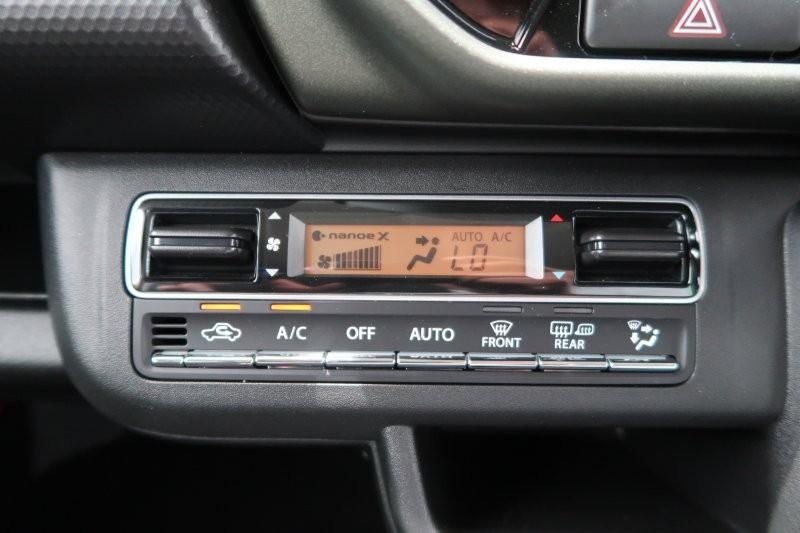 nanoe X AUTO A/C
LO
A/C OFF AUTO FRONT REAR